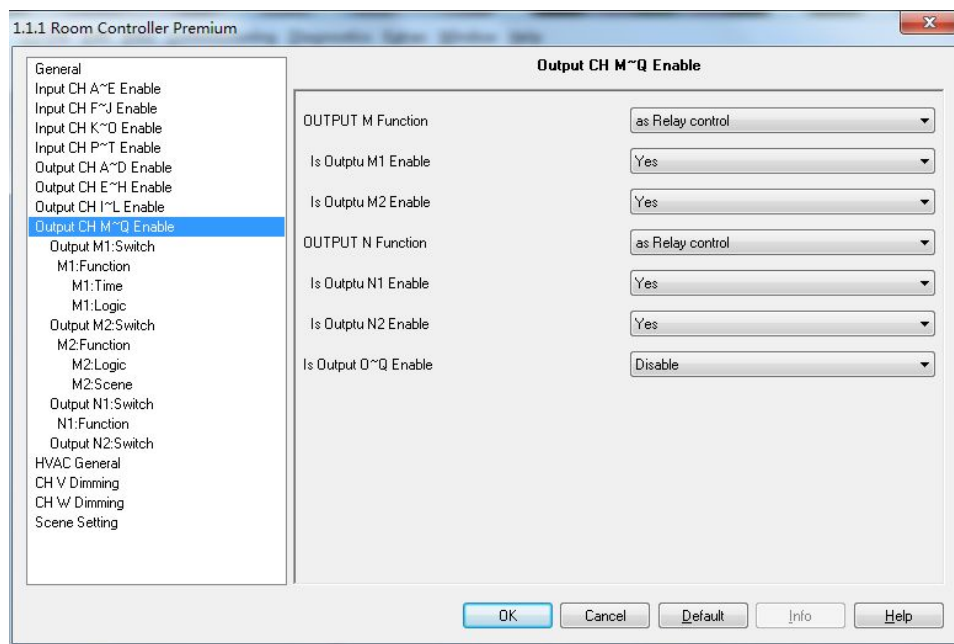 1.1.1 Room Controller Premium
General
Input CH A~E Enable
Input CH F~J Enable
Input CH K~O Enable
Input CH P~T Enable
Output CH A~D Enable
Output CH E~H Enable
Output CH I~L Enable
Output CH M~Q Enable
Output M1:Switch
M1:Function
M1:Time
M1:Logic
Output M2:Switch
M2:Function
M2:Logic
M2:Scene
Output N1:Switch
N1:Function
Output N2:Switch
HVAC General
CH V Dimming
CH W Dimming
Scene Setting
Output CH M~Q Enable
OUTPUT M Function as Relay control
Is Outptu M1 Enable Yes
Is Outptu M2 Enable Yes
OUTPUT N Function as Relay control
Is Outptu N1 Enable Yes
Is Outptu N2 Enable Yes
Is Output O~Q Enable Disable
OK Cancel Default Info Help